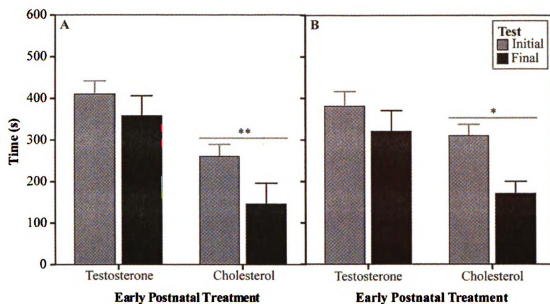 A
B
Test
Initial
Final
600
500
400
300
200
100
0
Time (s)
**
*
Testosterone
Cholesterol
Testosterone
Cholesterol
Early Postnatal Treatment
Early Postnatal Treatment